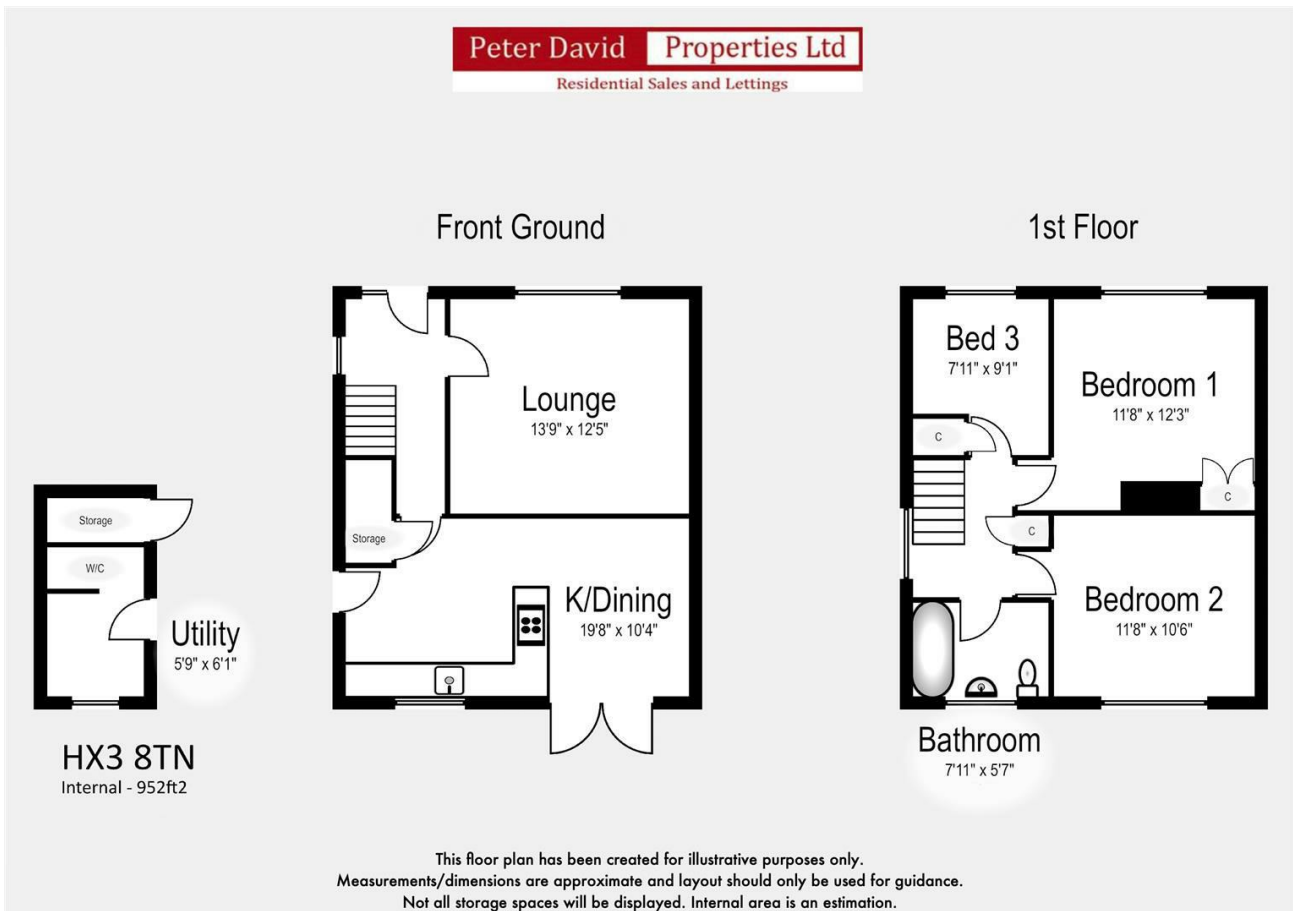 Peter David Properties Ltd
Residential Sales and Lettings
Front Ground
1st Floor
Bed 3
7'11" x 9'1"
Bedroom 1
11'8" x 12'3"
Lounge
13'9" x 12'5"
C
C
Storage
Storage
C
W/C
K/Dining
19'8" x 10'4"
Bedroom 2
11'8" x 10'6"
Utility
5'9" x 6'1"
Bathroom
7'11" x 5'7"
HX3 8TN
Internal - 952ft2
This floor plan has been created for illustrative purposes only.
Measurements/dimensions are approximate and layout should only be used for guidance.
Not all storage spaces will be displayed. Internal area is an estimation.